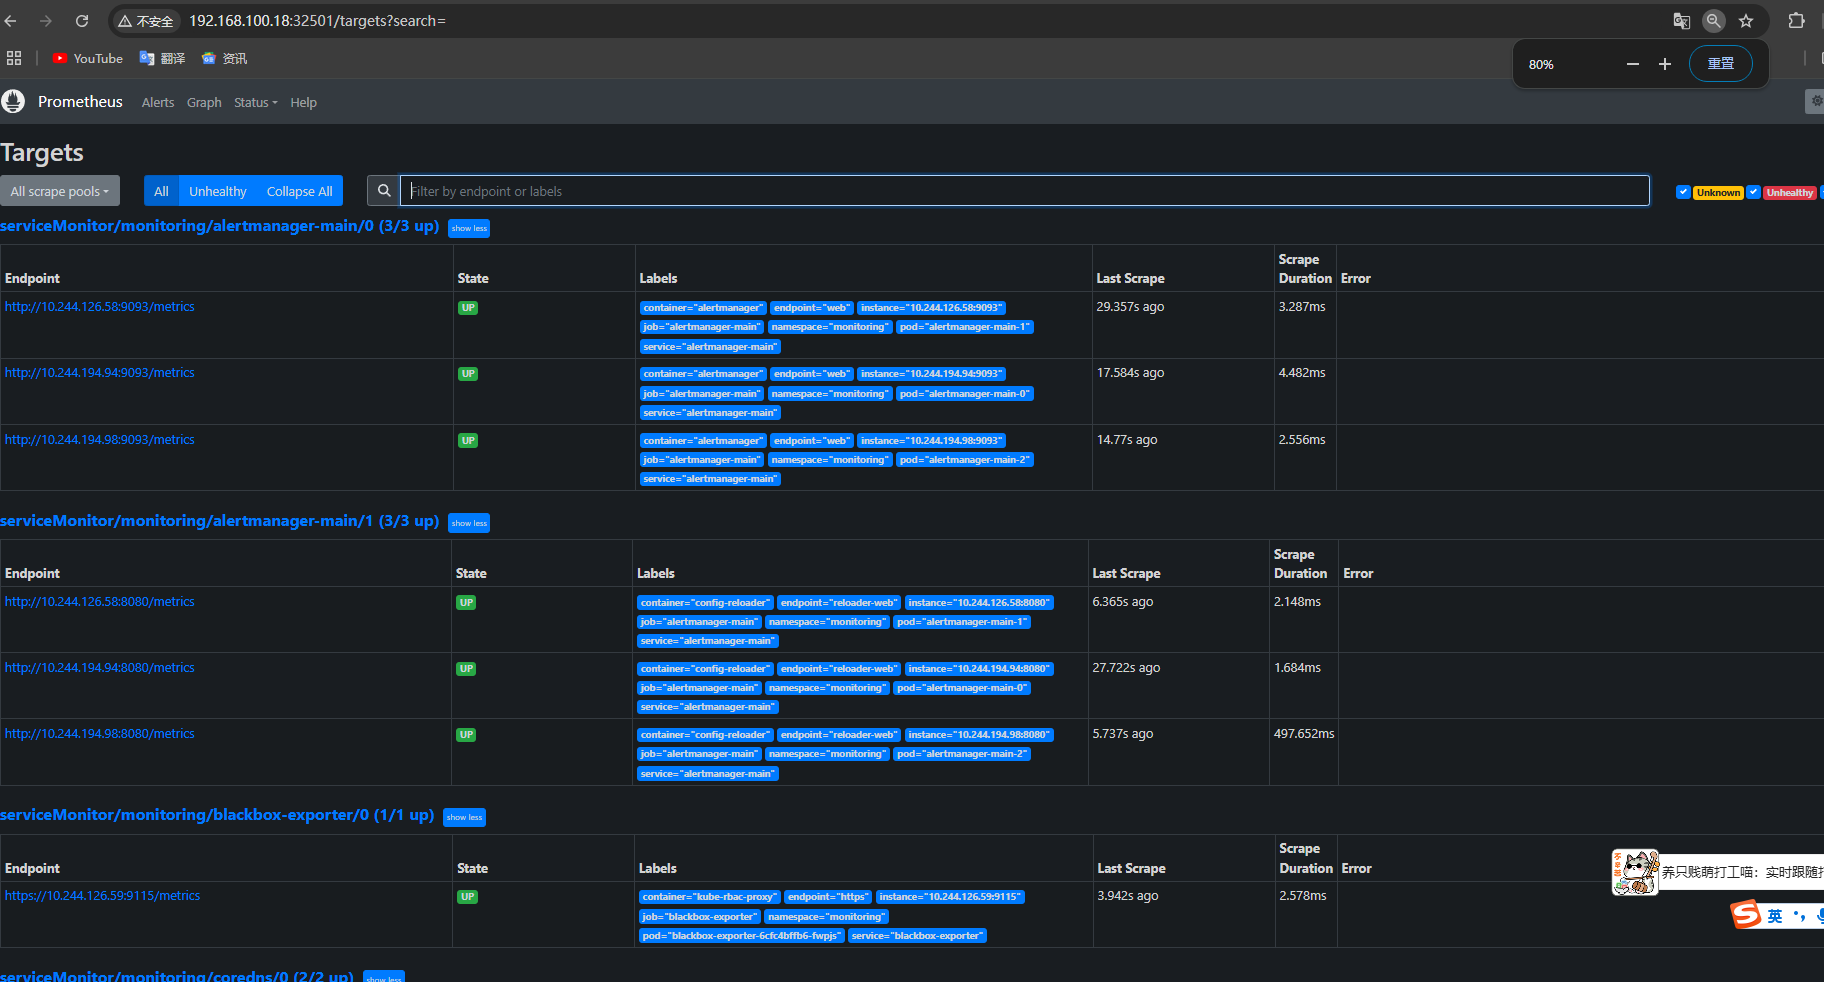 不安全 192.168.100.18:32501/targets?search=
YouTube 翻译 资讯
80% 重置
Prometheus Alerts Graph Status Help
Targets
All scrape pools All Unhealthy Collapse All Filter by endpoint or labels Unknown Unhealthy
serviceMonitor/monitoring/alertmanager-main/0 (3/3 up) show less
Endpoint State Labels Last Scrape Scrape Duration Error
http://10.244.126.58:9093/metrics UP container="alertmanager" endpoint="web" instance="10.244.126.58:9093" 29.357s ago 3.287ms
job="alertmanager-main" namespace="monitoring" pod="alertmanager-main-1"
service="alertmanager-main"
http://10.244.194.94:9093/metrics UP container="alertmanager" endpoint="web" instance="10.244.194.94:9093" 17.584s ago 4.482ms
job="alertmanager-main" namespace="monitoring" pod="alertmanager-main-0"
service="alertmanager-main"
http://10.244.194.98:9093/metrics UP container="alertmanager" endpoint="web" instance="10.244.194.98:9093" 14.77s ago 2.556ms
job="alertmanager-main" namespace="monitoring" pod="alertmanager-main-2"
service="alertmanager-main"
serviceMonitor/monitoring/alertmanager-main/1 (3/3 up) show less
Endpoint State Labels Last Scrape Scrape Duration Error
http://10.244.126.58:8080/metrics UP container="config-reloader" endpoint="reloader-web" instance="10.244.126.58:8080" 6.365s ago 2.148ms
job="alertmanager-main" namespace="monitoring" pod="alertmanager-main-1"
service="alertmanager-main"
http://10.244.194.94:8080/metrics UP container="config-reloader" endpoint="reloader-web" instance="10.244.194.94:8080" 27.722s ago 1.684ms
job="alertmanager-main" namespace="monitoring" pod="alertmanager-main-0"
service="alertmanager-main"
http://10.244.194.98:8080/metrics UP container="config-reloader" endpoint="reloader-web" instance="10.244.194.98:8080" 5.737s ago 497.652ms
job="alertmanager-main" namespace="monitoring" pod="alertmanager-main-2"
service="alertmanager-main"
serviceMonitor/monitoring/blackbox-exporter/0 (1/1 up) show less
Endpoint State Labels Last Scrape Scrape Duration Error
https://10.244.126.59:9115/metrics UP container="kube-rbac-proxy" endpoint="https" instance="10.244.126.59:9115" 3.942s ago 2.578ms
job="blackbox-exporter" namespace="monitoring"
pod="blackbox-exporter-6cfc4bffb6-fwpjs" service="blackbox-exporter"
养只贱萌打工喵：实时跟随
英
serviceMonitor/monitoring/coredns/0 (2/2 up) show less